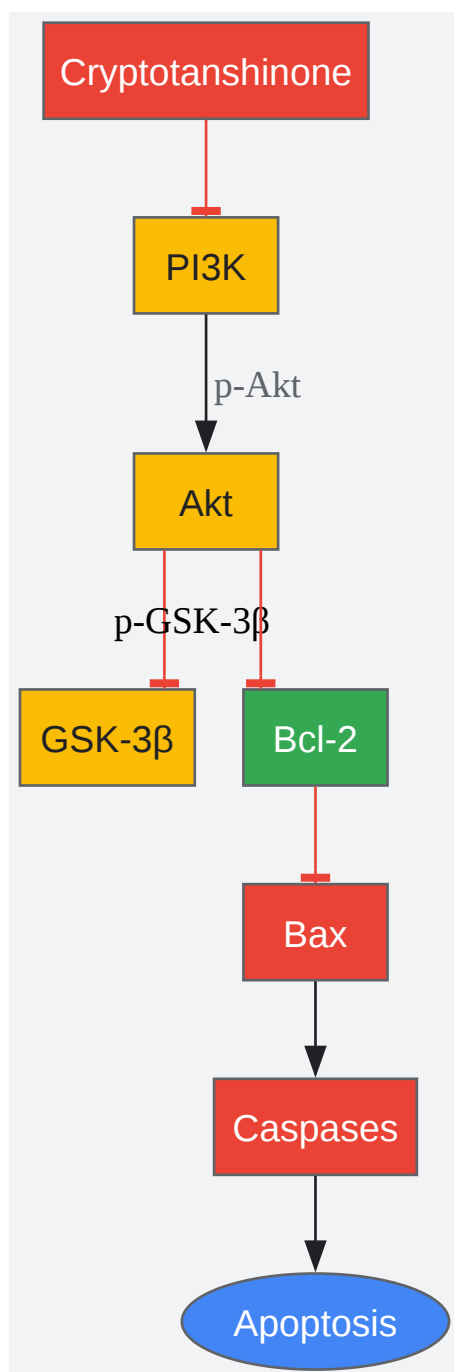 Cryptotanshinone
PI3K
p-Akt
Akt
p-GSK-3β
GSK-3β
Bcl-2
Bax
Caspases
Apoptosis